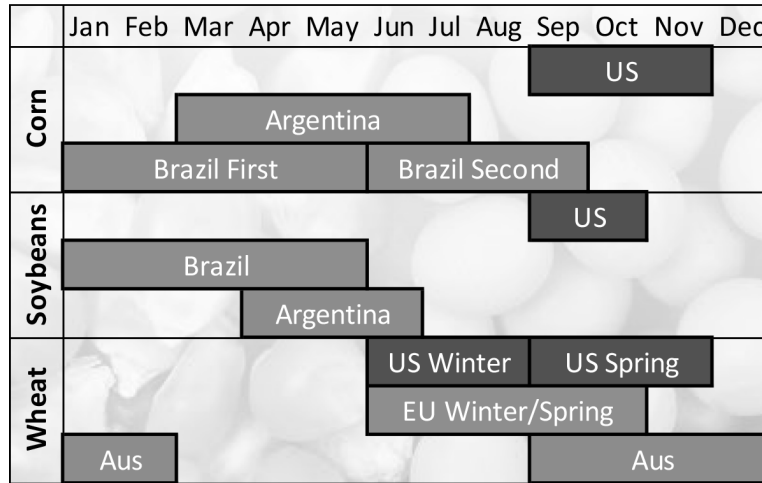 Jan Feb Mar Apr May Jun Jul Aug Sep Oct Nov Dec
Corn
US
Argentina
Brazil First Brazil Second
Soybeans
US
Brazil
Argentina
Wheat
US Winter US Spring
EU Winter/Spring
Aus Aus